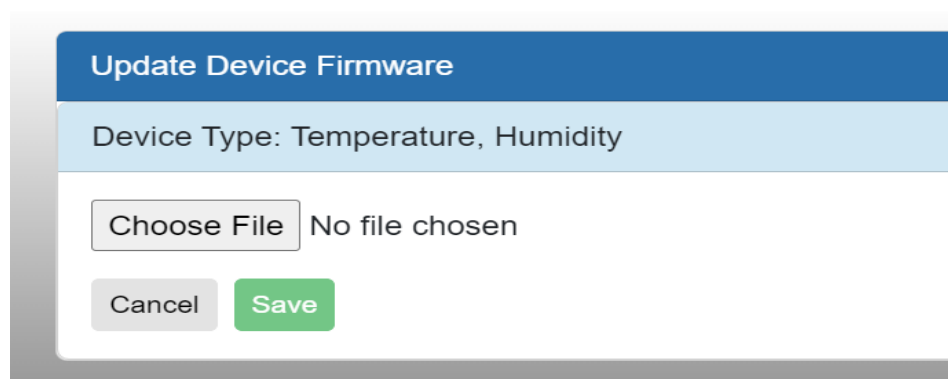 Update Device Firmware
Device Type: Temperature, Humidity
Choose File No file chosen
Cancel Save